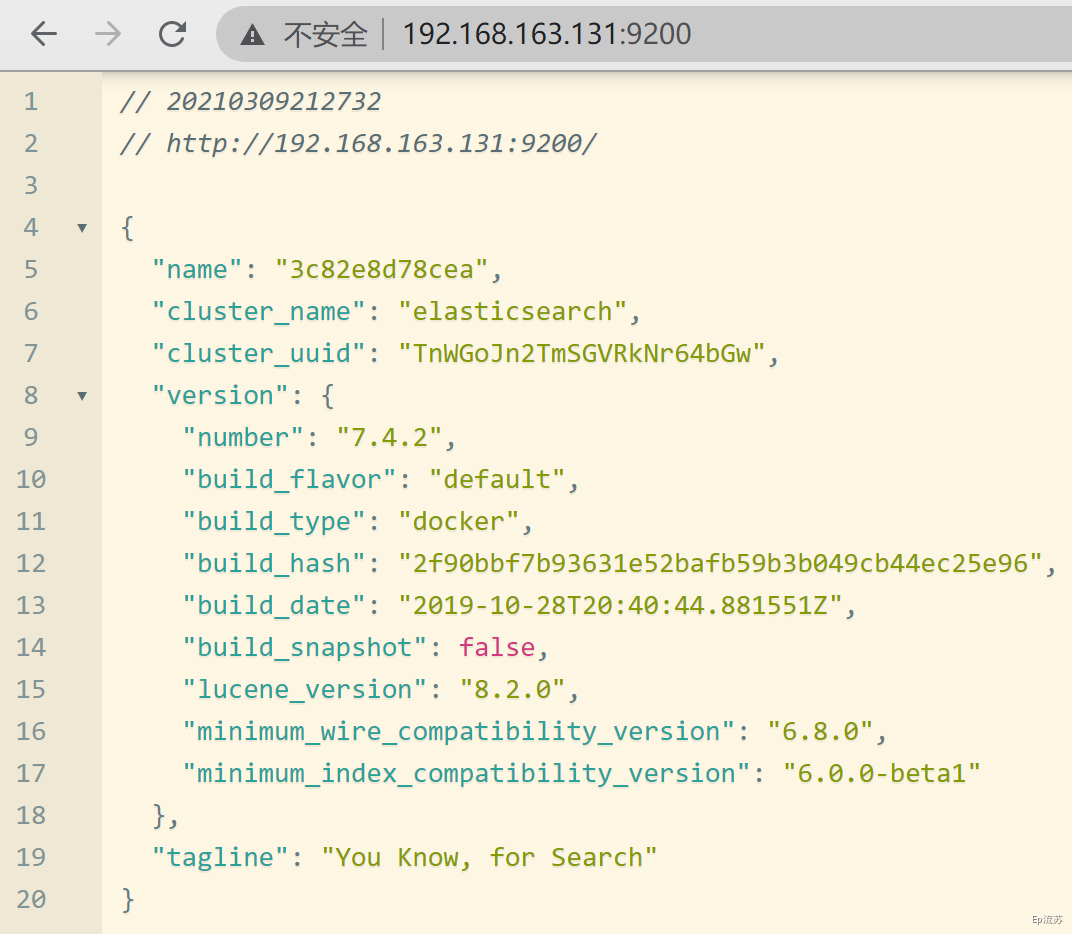 不安全 192.168.163.131:9200
1 // 20210309212732
2 // http://192.168.163.131:9200/
3
4 {
5 "name": "3c82e8d78cea",
6 "cluster_name": "elasticsearch",
7 "cluster_uuid": "TnWGoJn2TmSGVRkNr64bGw",
8 "version": {
9 "number": "7.4.2",
10 "build_flavor": "default",
11 "build_type": "docker",
12 "build_hash": "2f90bbf7b93631e52bafb59b3b049cb44ec25e96",
13 "build_date": "2019-10-28T20:40:44.881551Z",
14 "build_snapshot": false,
15 "lucene_version": "8.2.0",
16 "minimum_wire_compatibility_version": "6.8.0",
17 "minimum_index_compatibility_version": "6.0.0-beta1"
18 },
19 "tagline": "You Know, for Search"
20 }
Ep流苏